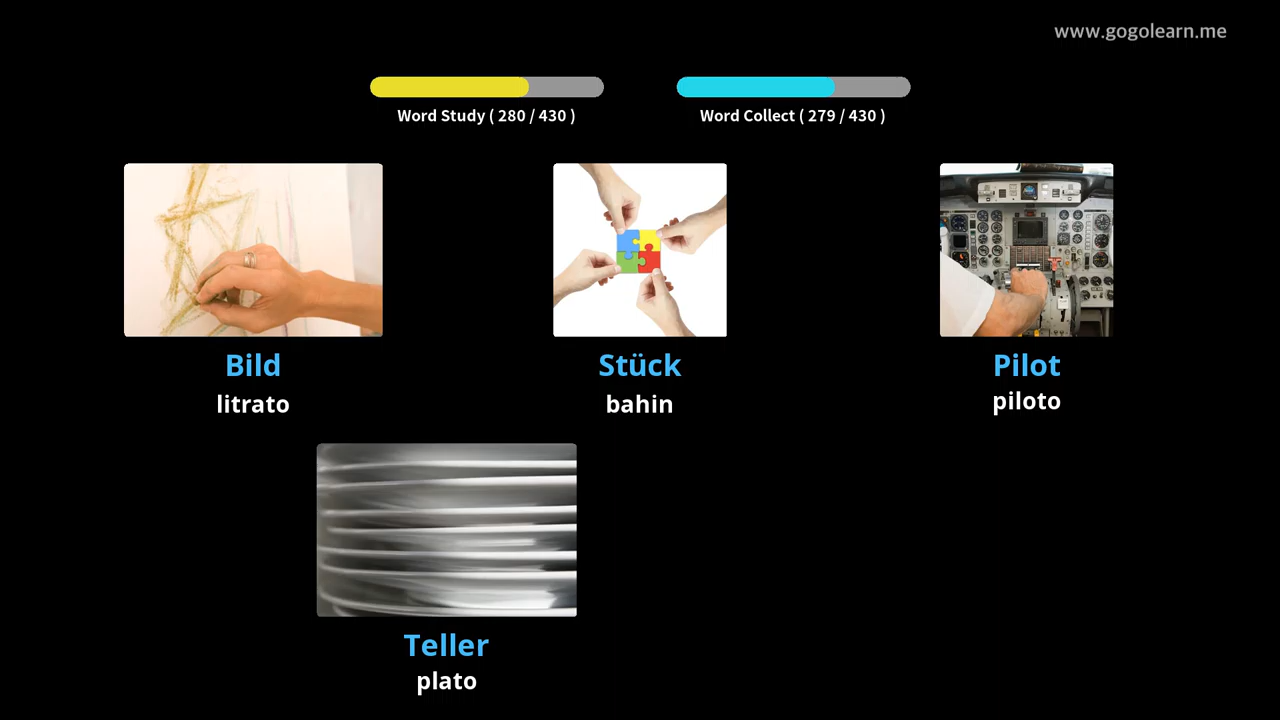 www.gogolearn.me
Word Study ( 280 / 430 )
Word Collect ( 279 / 430 )
Bild
litrato
Stück
bahin
Pilot
piloto
Teller
plato